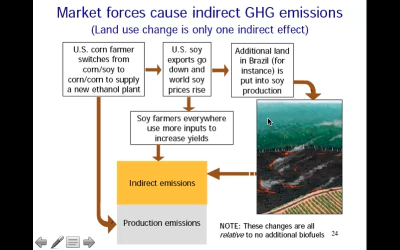 Market forces cause indirect GHG emissions
(Land use change is only one indirect effect)
U.S. corn farmer
switches from
corn/soy to
corn/corn to supply
a new ethanol plant
U.S. soy
exports go
down and
world soy
prices rise
Additional land
in Brazil (for
instance) is
put into soy
production
Soy farmers everywhere
use more inputs to
increase yields
Indirect emissions
Production emissions
NOTE: These changes are all
relative to no additional biofuels
24